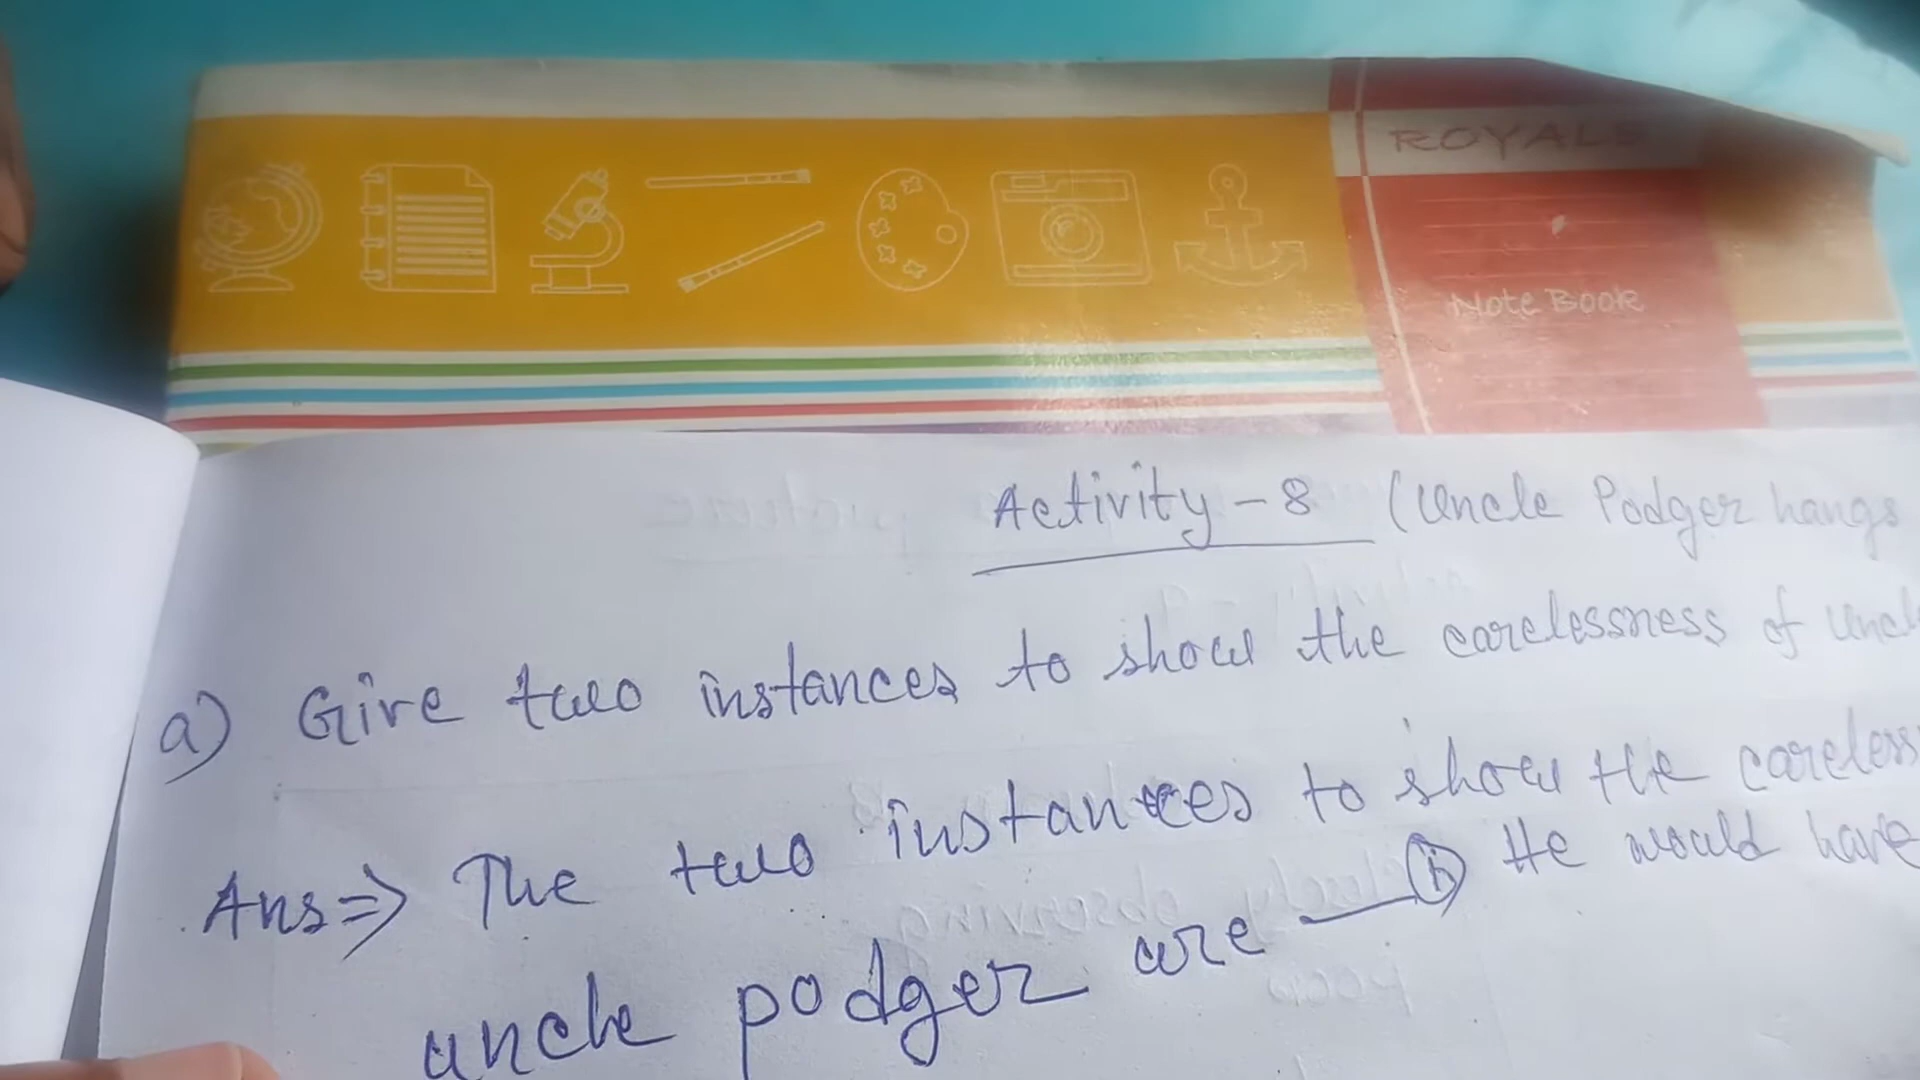 ROYAL
Note Book
Activity - 8 (Uncle Podger hangs
a) Give two instances to show the carelessness of Uncl
Ans => The two instances to show the careless
uncle podger are — (i) He would have